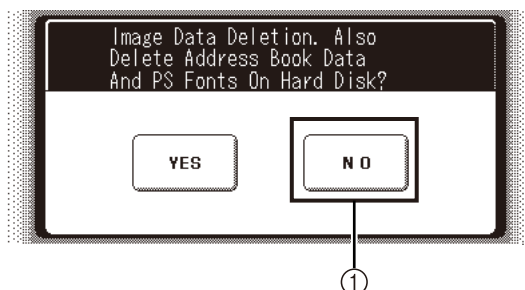 Image Data Deletion. Also
Delete Address Book Data
And PS Fonts On Hard Disk?
YES NO
1